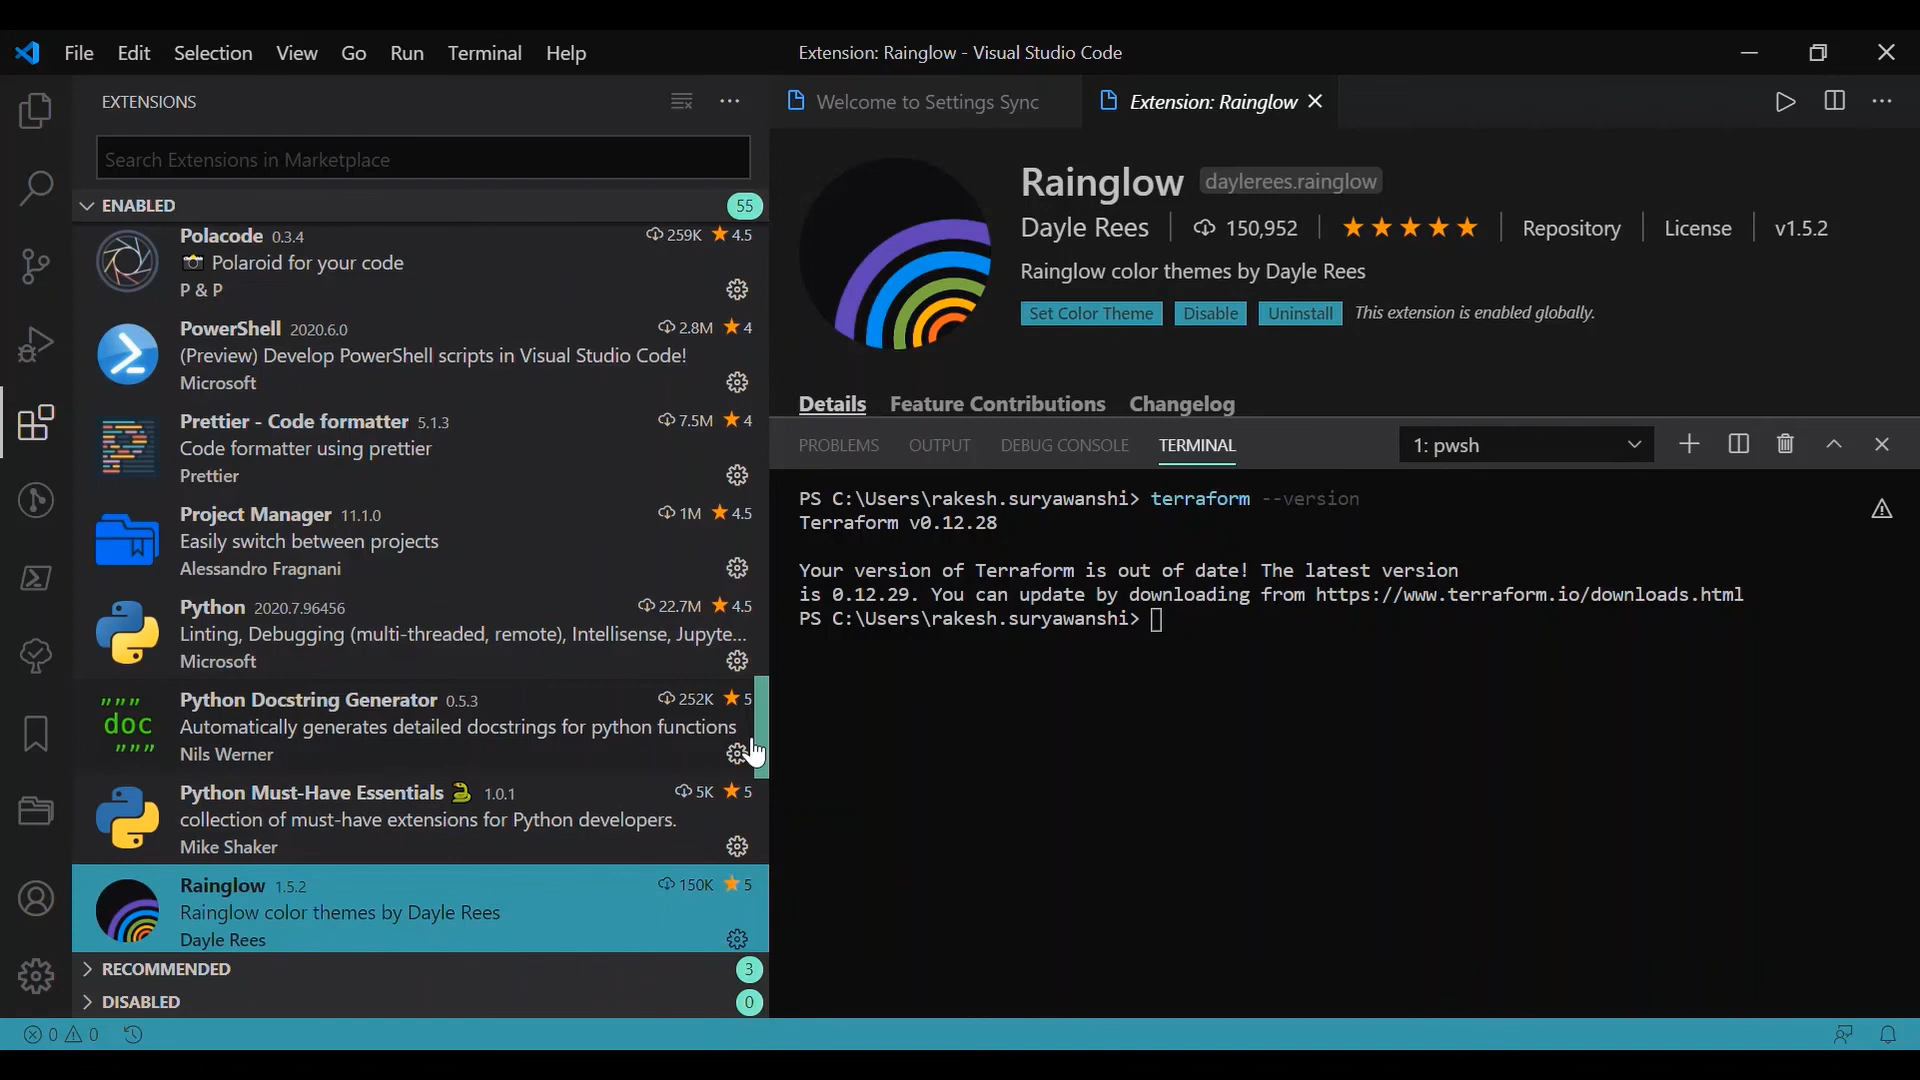 File Edit Selection View Go Run Terminal Help
Extension: Rainglow - Visual Studio Code
EXTENSIONS
Search Extensions in Marketplace
ENABLED 55
Polacode 0.3.4 259K 4.5
Polaroid for your code
P & P
PowerShell 2020.6.0 2.8M 4
(Preview) Develop PowerShell scripts in Visual Studio Code!
Microsoft
Prettier - Code formatter 5.1.3 7.5M 4
Code formatter using prettier
Prettier
Project Manager 11.1.0 1M 4.5
Easily switch between projects
Alessandro Fragnani
Python 2020.7.96456 22.7M 4.5
Linting, Debugging (multi-threaded, remote), Intellisense, Jupyte...
Microsoft
""" doc """
Python Docstring Generator 0.5.3 252K 5
Automatically generates detailed docstrings for python functions
Nils Werner
Python Must-Have Essentials 1.0.1 5K 5
collection of must-have extensions for Python developers.
Mike Shaker
Rainglow 1.5.2 150K 5
Rainglow color themes by Dayle Rees
Dayle Rees
RECOMMENDED 3
DISABLED 0
Welcome to Settings Sync
Extension: Rainglow
Rainglow daylerees.rainglow
Dayle Rees 150,952 Repository License v1.5.2
Rainglow color themes by Dayle Rees
Set Color Theme Disable Uninstall This extension is enabled globally.
Details Feature Contributions Changelog
PROBLEMS OUTPUT DEBUG CONSOLE TERMINAL 1: pwsh
PS C:\Users\rakesh.suryawanshi> terraform --version
Terraform v0.12.28
Your version of Terraform is out of date! The latest version
is 0.12.29. You can update by downloading from https://www.terraform.io/downloads.html
PS C:\Users\rakesh.suryawanshi>
0 0